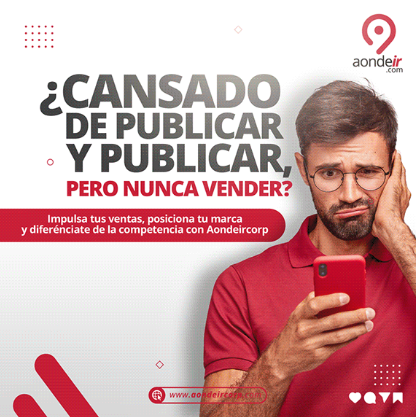 aondeir
.com
¿CANSADO
DE PUBLICAR
Y PUBLICAR,
PERO NUNCA VENDER?
Impulsa tus ventas, posiciona tu marca
y diferénciate de la competencia con Aondeircorp
www.aondeircorp.com